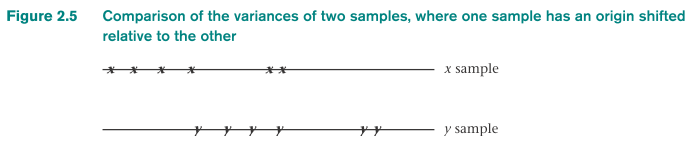 Figure 2.5 Comparison of the variances of two samples, where one sample has an origin shifted
relative to the other
x x x x x x x sample
y y y y y y y sample